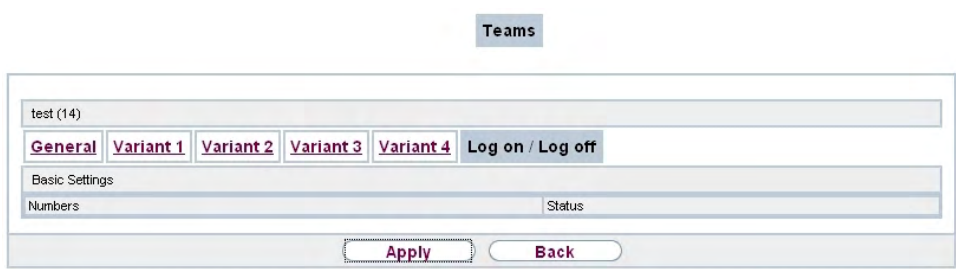 Teams
test (14)
General Variant 1 Variant 2 Variant 3 Variant 4 Log on / Log off
Basic Settings
Numbers Status
Apply Back